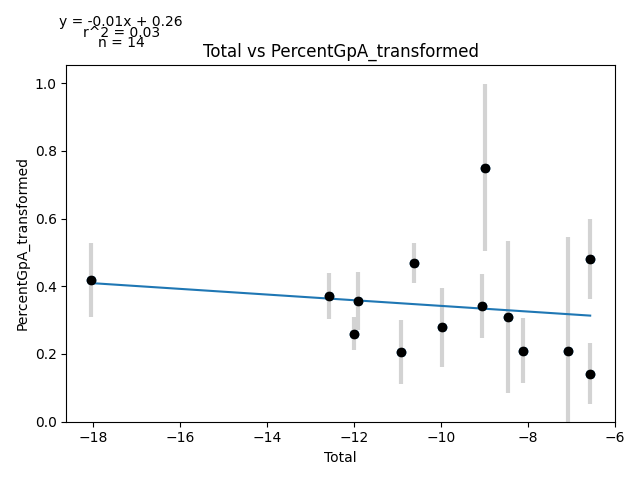 y = -0.01x + 0.26
r^2 = 0.03
n = 14
Total vs PercentGpA_transformed
1.0
0.8
0.6
0.4
0.2
0.0
PercentGpA_transformed
−18
−16
−14
−12
−10
−8
−6
Total